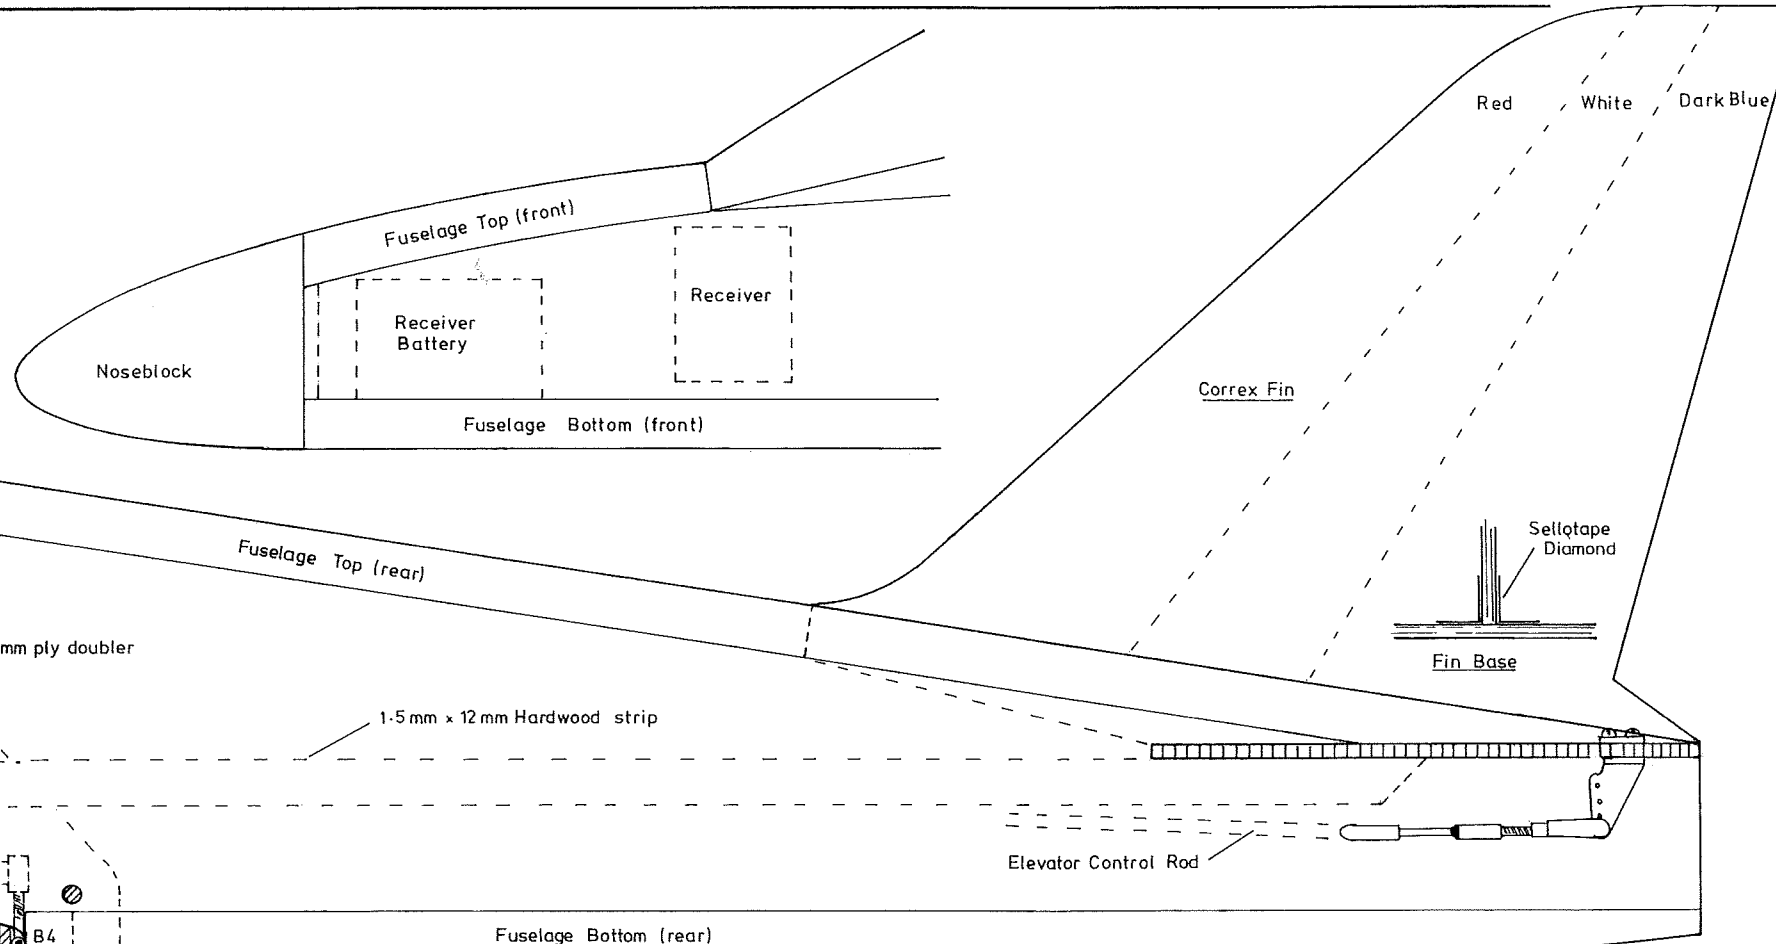 Red
White
Dark Blue
Fuselage Top (front)
Receiver
Receiver
Battery
Noseblock
Correx Fin
Fuselage Bottom (front)
Sellotape
Diamond
Fuselage Top (rear)
mm ply doubler
Fin Base
1·5 mm x 12 mm Hardwood strip
Elevator Control Rod
B4
Fuselage Bottom (rear)